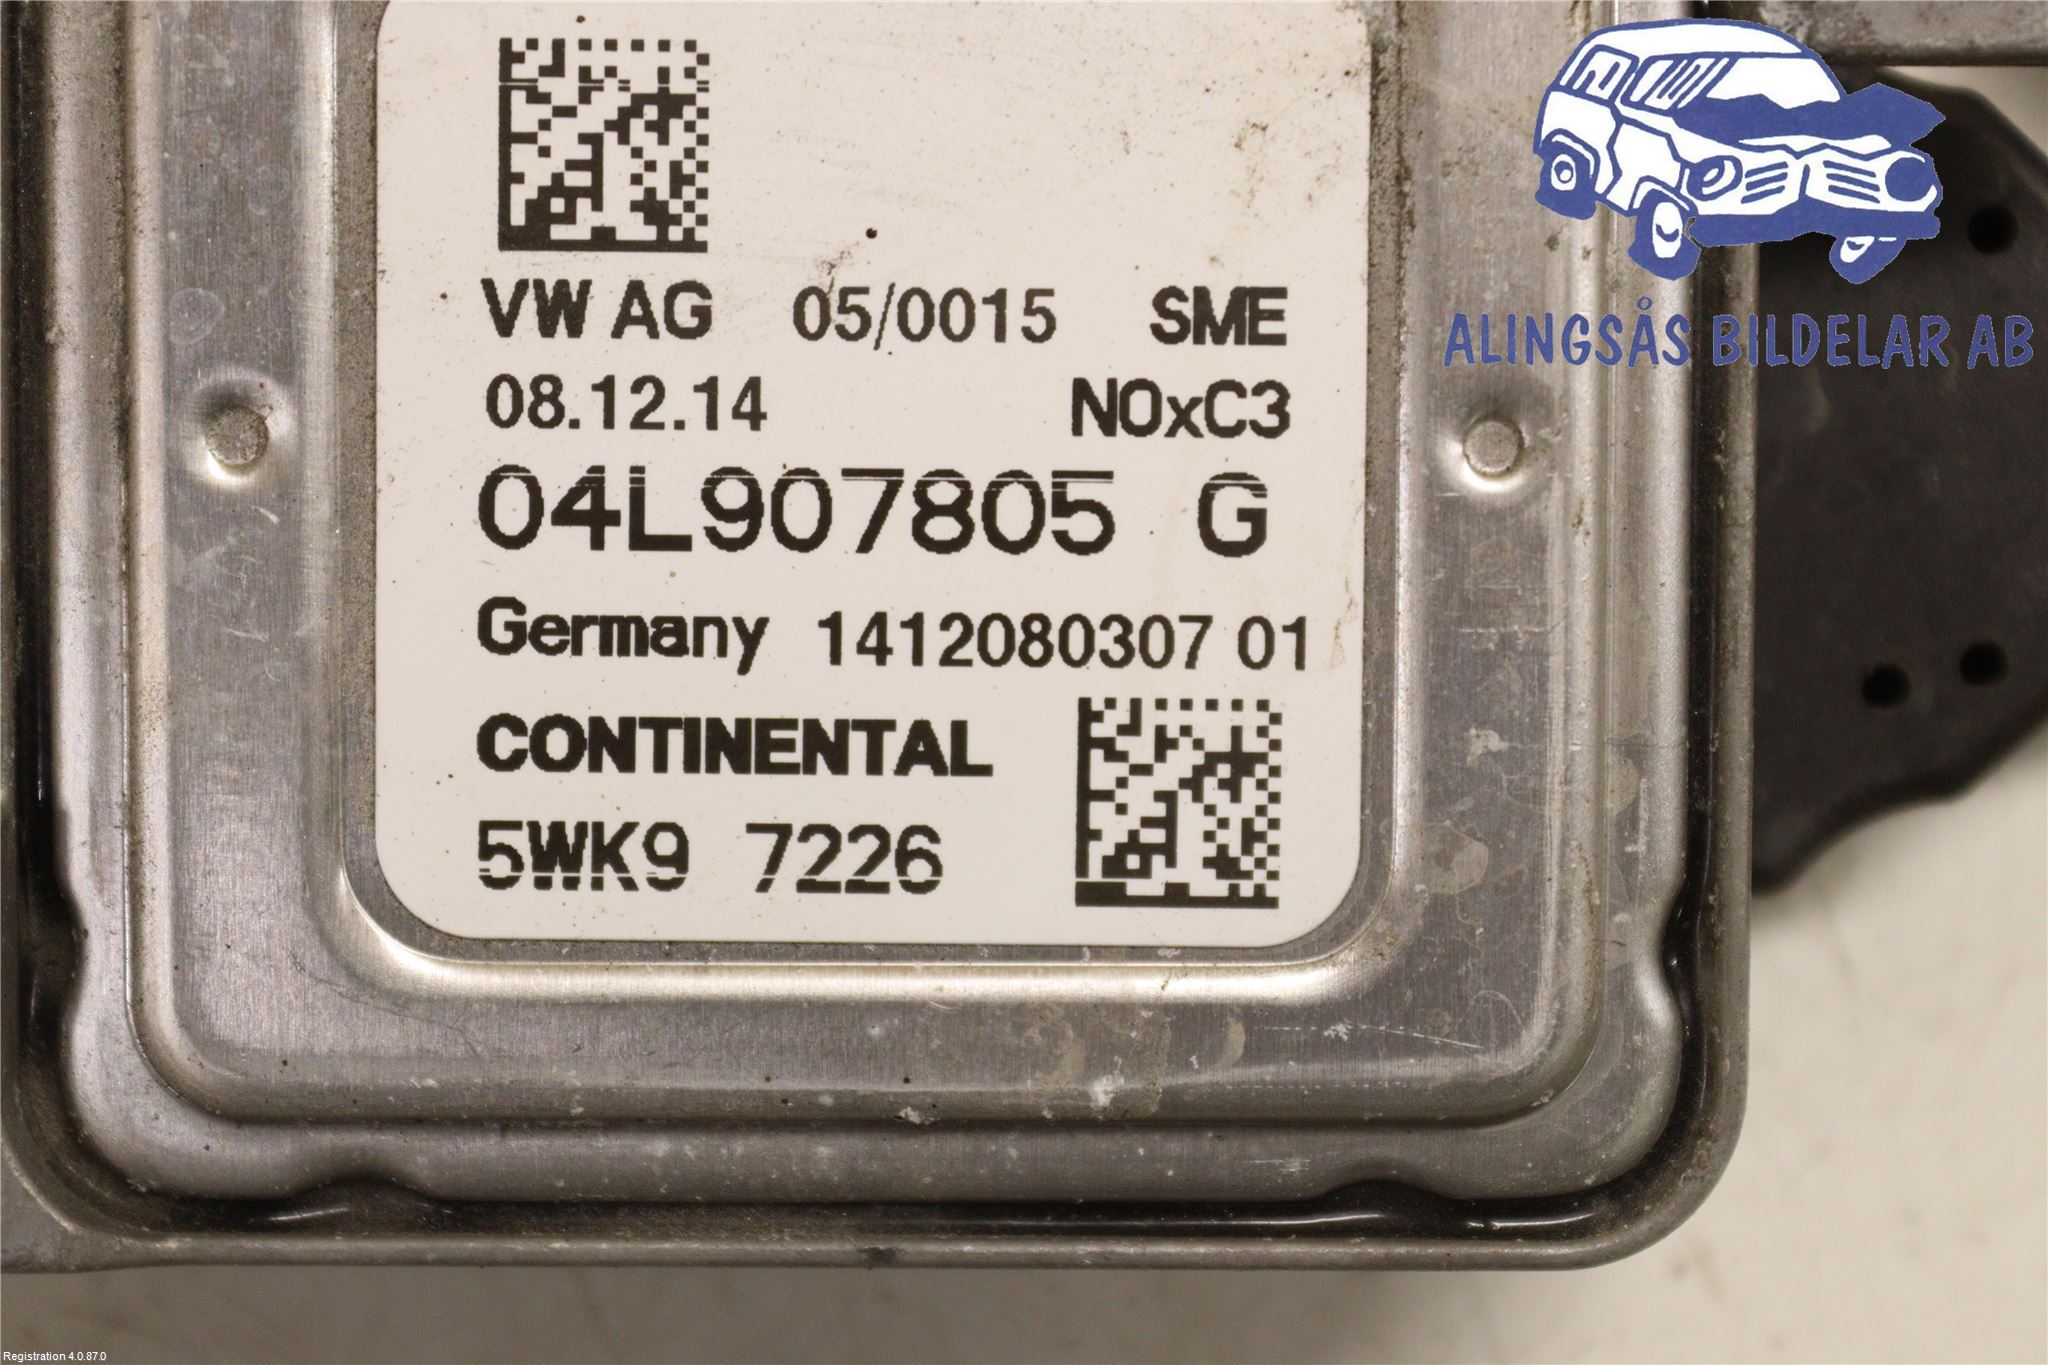 VW AG 05/0015 SME
08.12.14 NOxC3
04L907805 G
Germany 1412080307 01
CONTINENTAL
5WK9 7226
ALINGSÅS BILDELAR AB
Registration 4.0.87.0